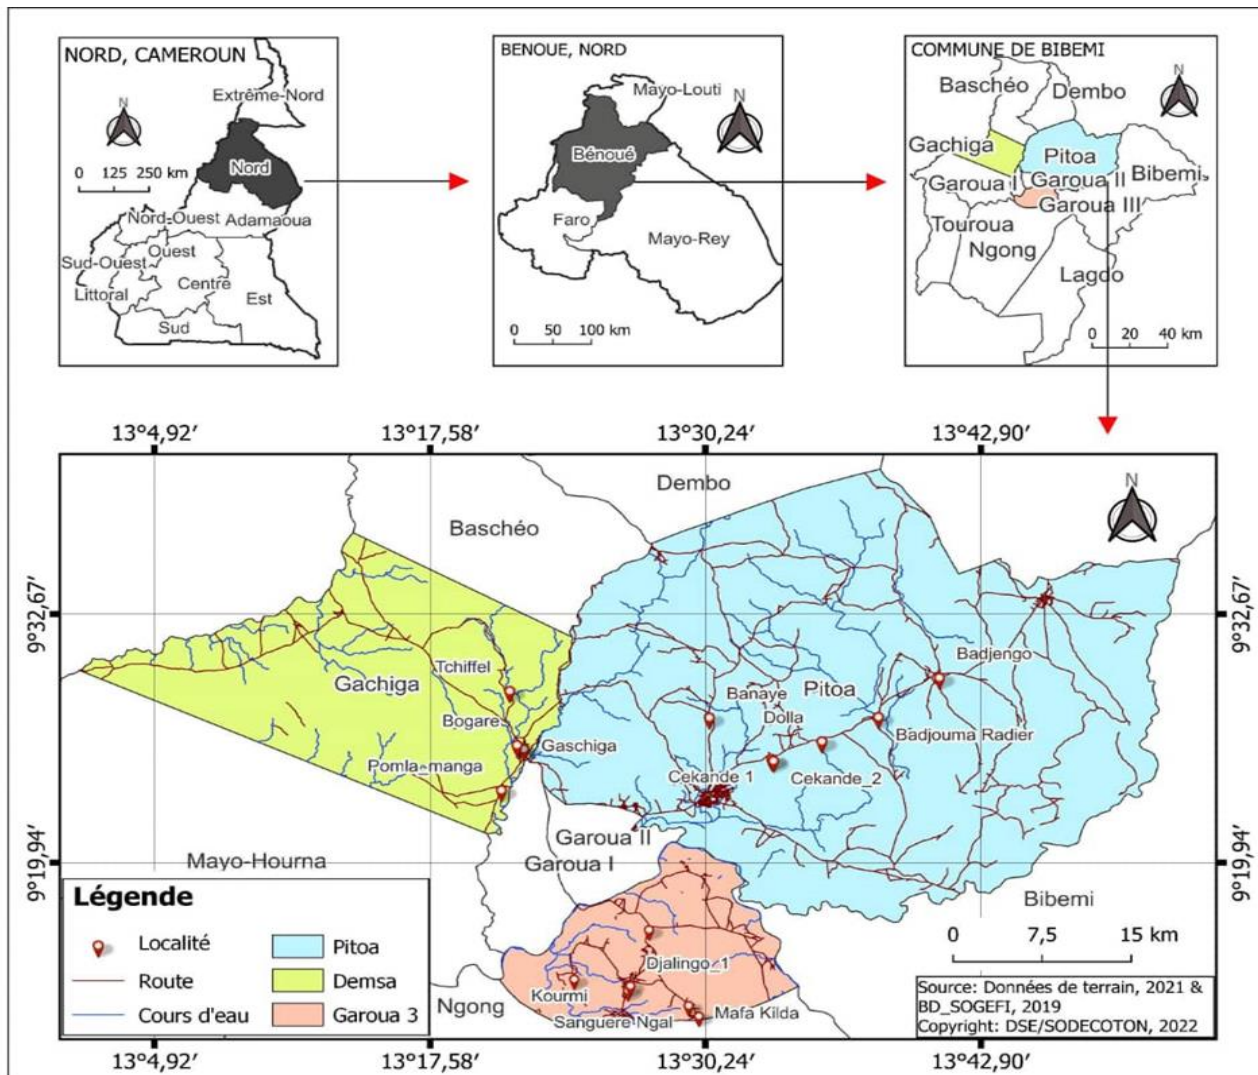 NORD, CAMEROUN
Extrême-Nord
N
0 125 250 km
Nord
Nord-Ouest
Adamaoua
Ouest
Sud-Ouest
Centre
Littoral
Est
Sud
BENOUE, NORD
Mayo-Louti
N
Bénoué
Faro
Mayo-Rey
0 50 100 km
COMMUNE DE BIBEMI
Baschéo
Dembo
N
Gachiga
Pitoa
Bibemi
Garoua I
Garoua II
Garoua III
Touroua
Ngong
Lagdo
0 20 40 km
13°4,92′ 13°17,58′ 13°30,24′ 13°42,90′
Dembo
N
Baschéo
9°32,67′ 9°32,67′
Tchiffel
Badjengo
Gachiga
Banaye
Pitoa
Dolla
Bogare
Gaschiga
Badjouma Radier
Pomla_manga
Cekande 1
Cekande_2
Garoua II
Mayo-Hourna
Garoua I
9°19,94′ 9°19,94′
Bibemi
Légende
Localité
Pitoa
Route
Demsa
Cours d'eau
Garoua 3
0 7,5 15 km
Djalingo_1
Kourmi
Ngong
Sanguere Ngal
Mafa Kilda
Source: Données de terrain, 2021 &
BD_SOGEFI, 2019
Copyright: DSE/SODECOTON, 2022
13°4,92′ 13°17,58′ 13°30,24′ 13°42,90′